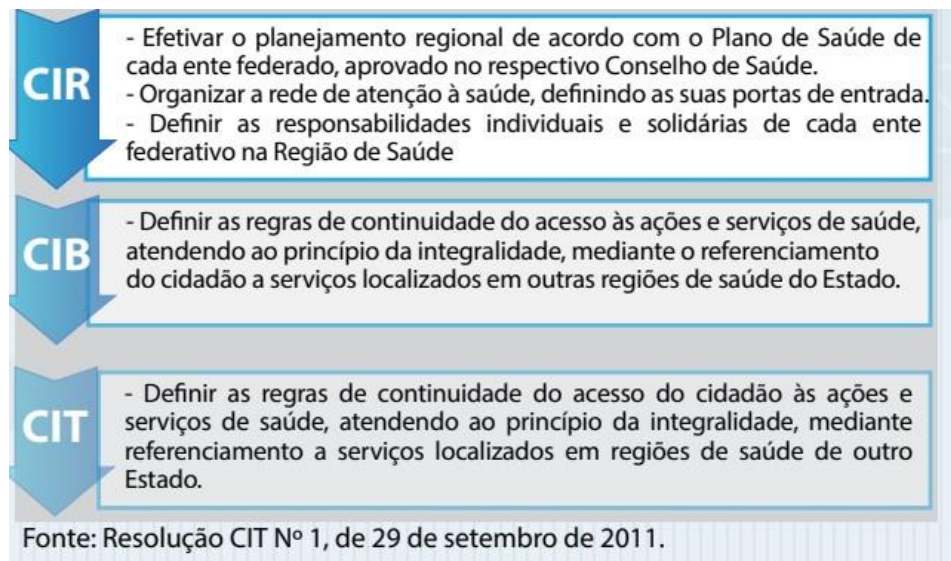 CIR
- Efetivar o planejamento regional de acordo com o Plano de Saúde de
cada ente federado, aprovado no respectivo Conselho de Saúde.
- Organizar a rede de atenção à saúde, definindo as suas portas de entrada.
- Definir as responsabilidades individuais e solidárias de cada ente
federativo na Região de Saúde
CIB
- Definir as regras de continuidade do acesso às ações e serviços de saúde,
atendendo ao princípio da integralidade, mediante o referenciamento
do cidadão a serviços localizados em outras regiões de saúde do Estado.
CIT
- Definir as regras de continuidade do acesso do cidadão às ações e
serviços de saúde, atendendo ao princípio da integralidade, mediante
referenciamento a serviços localizados em regiões de saúde de outro
Estado.
Fonte: Resolução CIT Nº 1, de 29 de setembro de 2011.